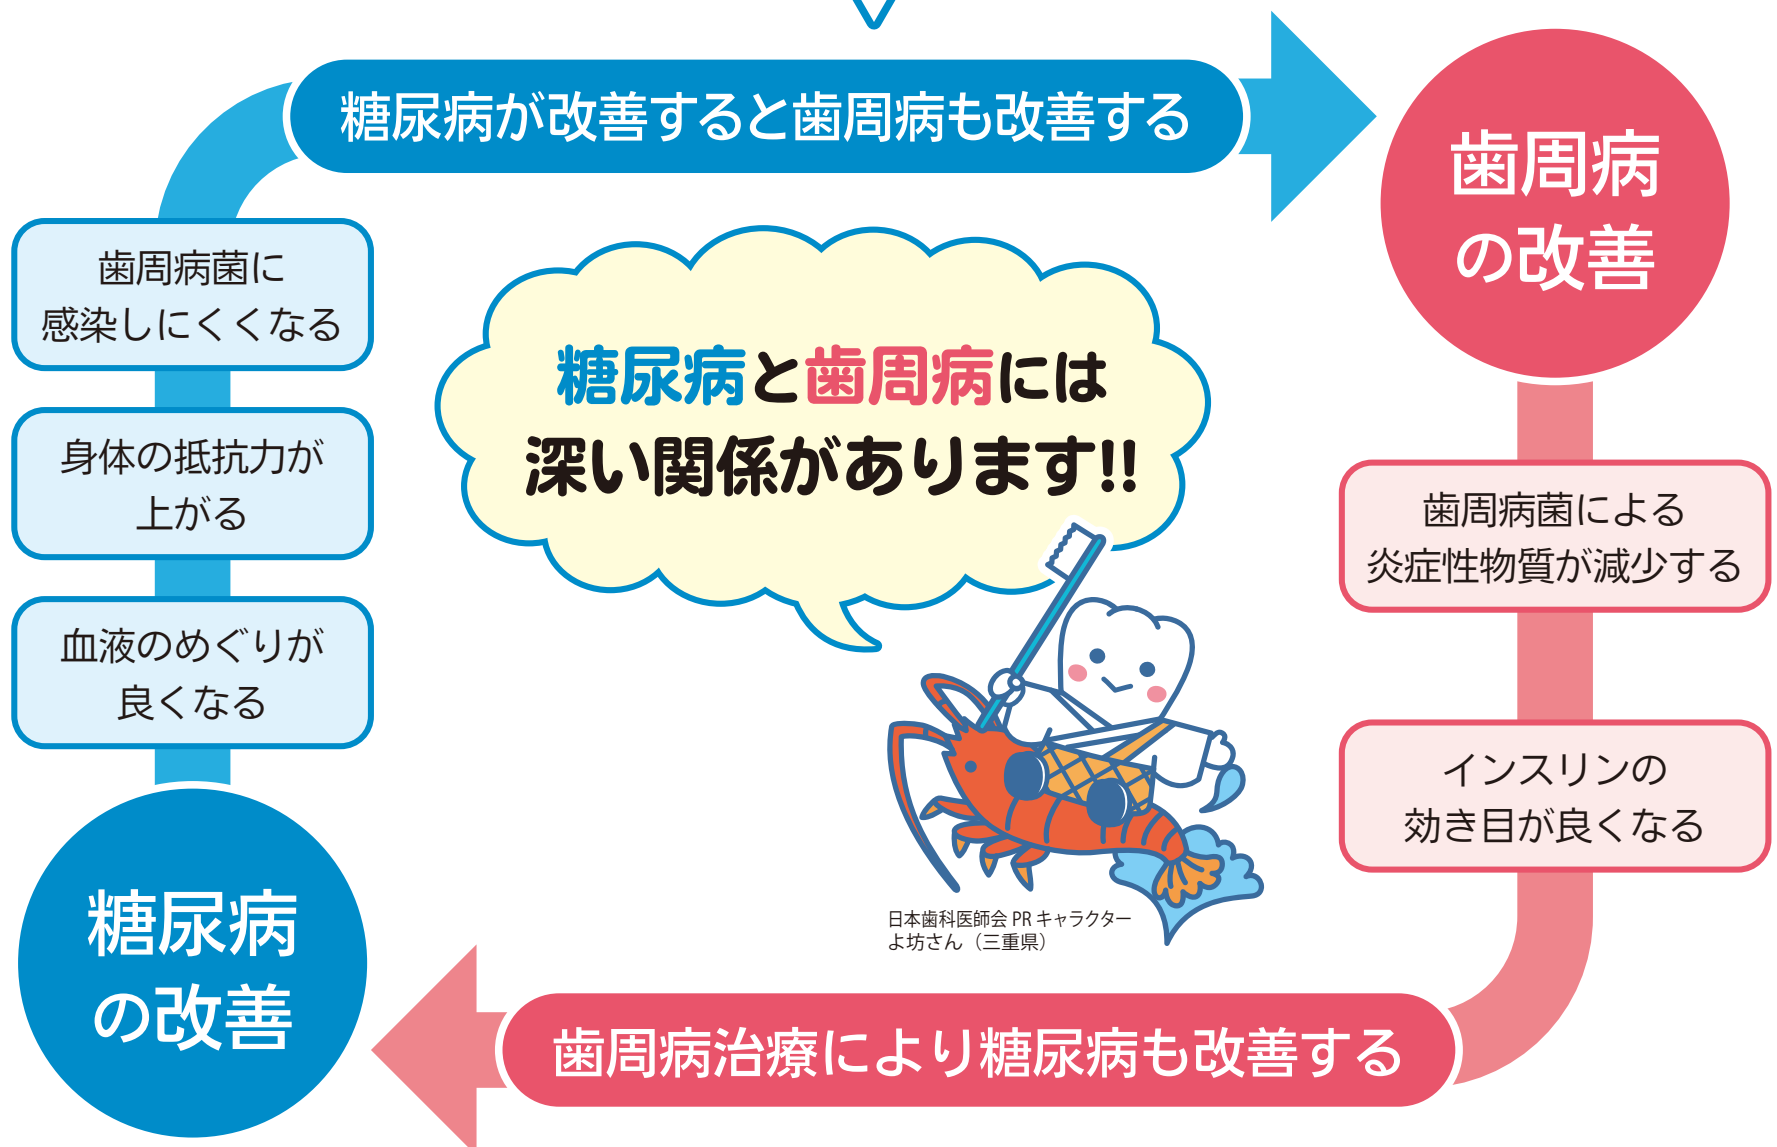 糖尿病が改善すると歯周病も改善する
歯周病
の改善
歯周病菌に
感染しにくくなる
身体の抵抗力が
上がる
血液のめぐりが
良くなる
糖尿病
の改善
糖尿病と歯周病には
深い関係があります!!
歯周病菌による
炎症性物質が減少する
インスリンの
効き目が良くなる
日本歯科医師会 PR キャラクター
よ坊さん（三重県）
歯周病治療により糖尿病も改善する